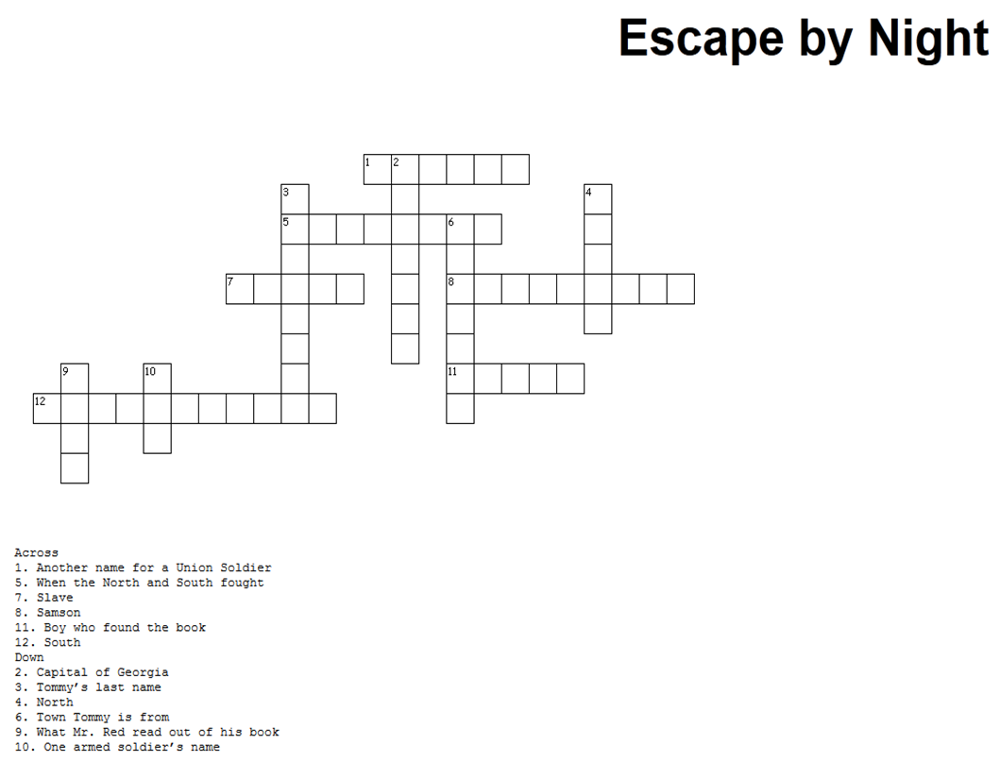 Escape by Night
1 2
3 4
5 6
7 8
9 10 11
12
Across
1. Another name for a Union Soldier
5. When the North and South fought
7. Slave
8. Samson
11. Boy who found the book
12. South
Down
2. Capital of Georgia
3. Tommy’s last name
4. North
6. Town Tommy is from
9. What Mr. Red read out of his book
10. One armed soldier’s name